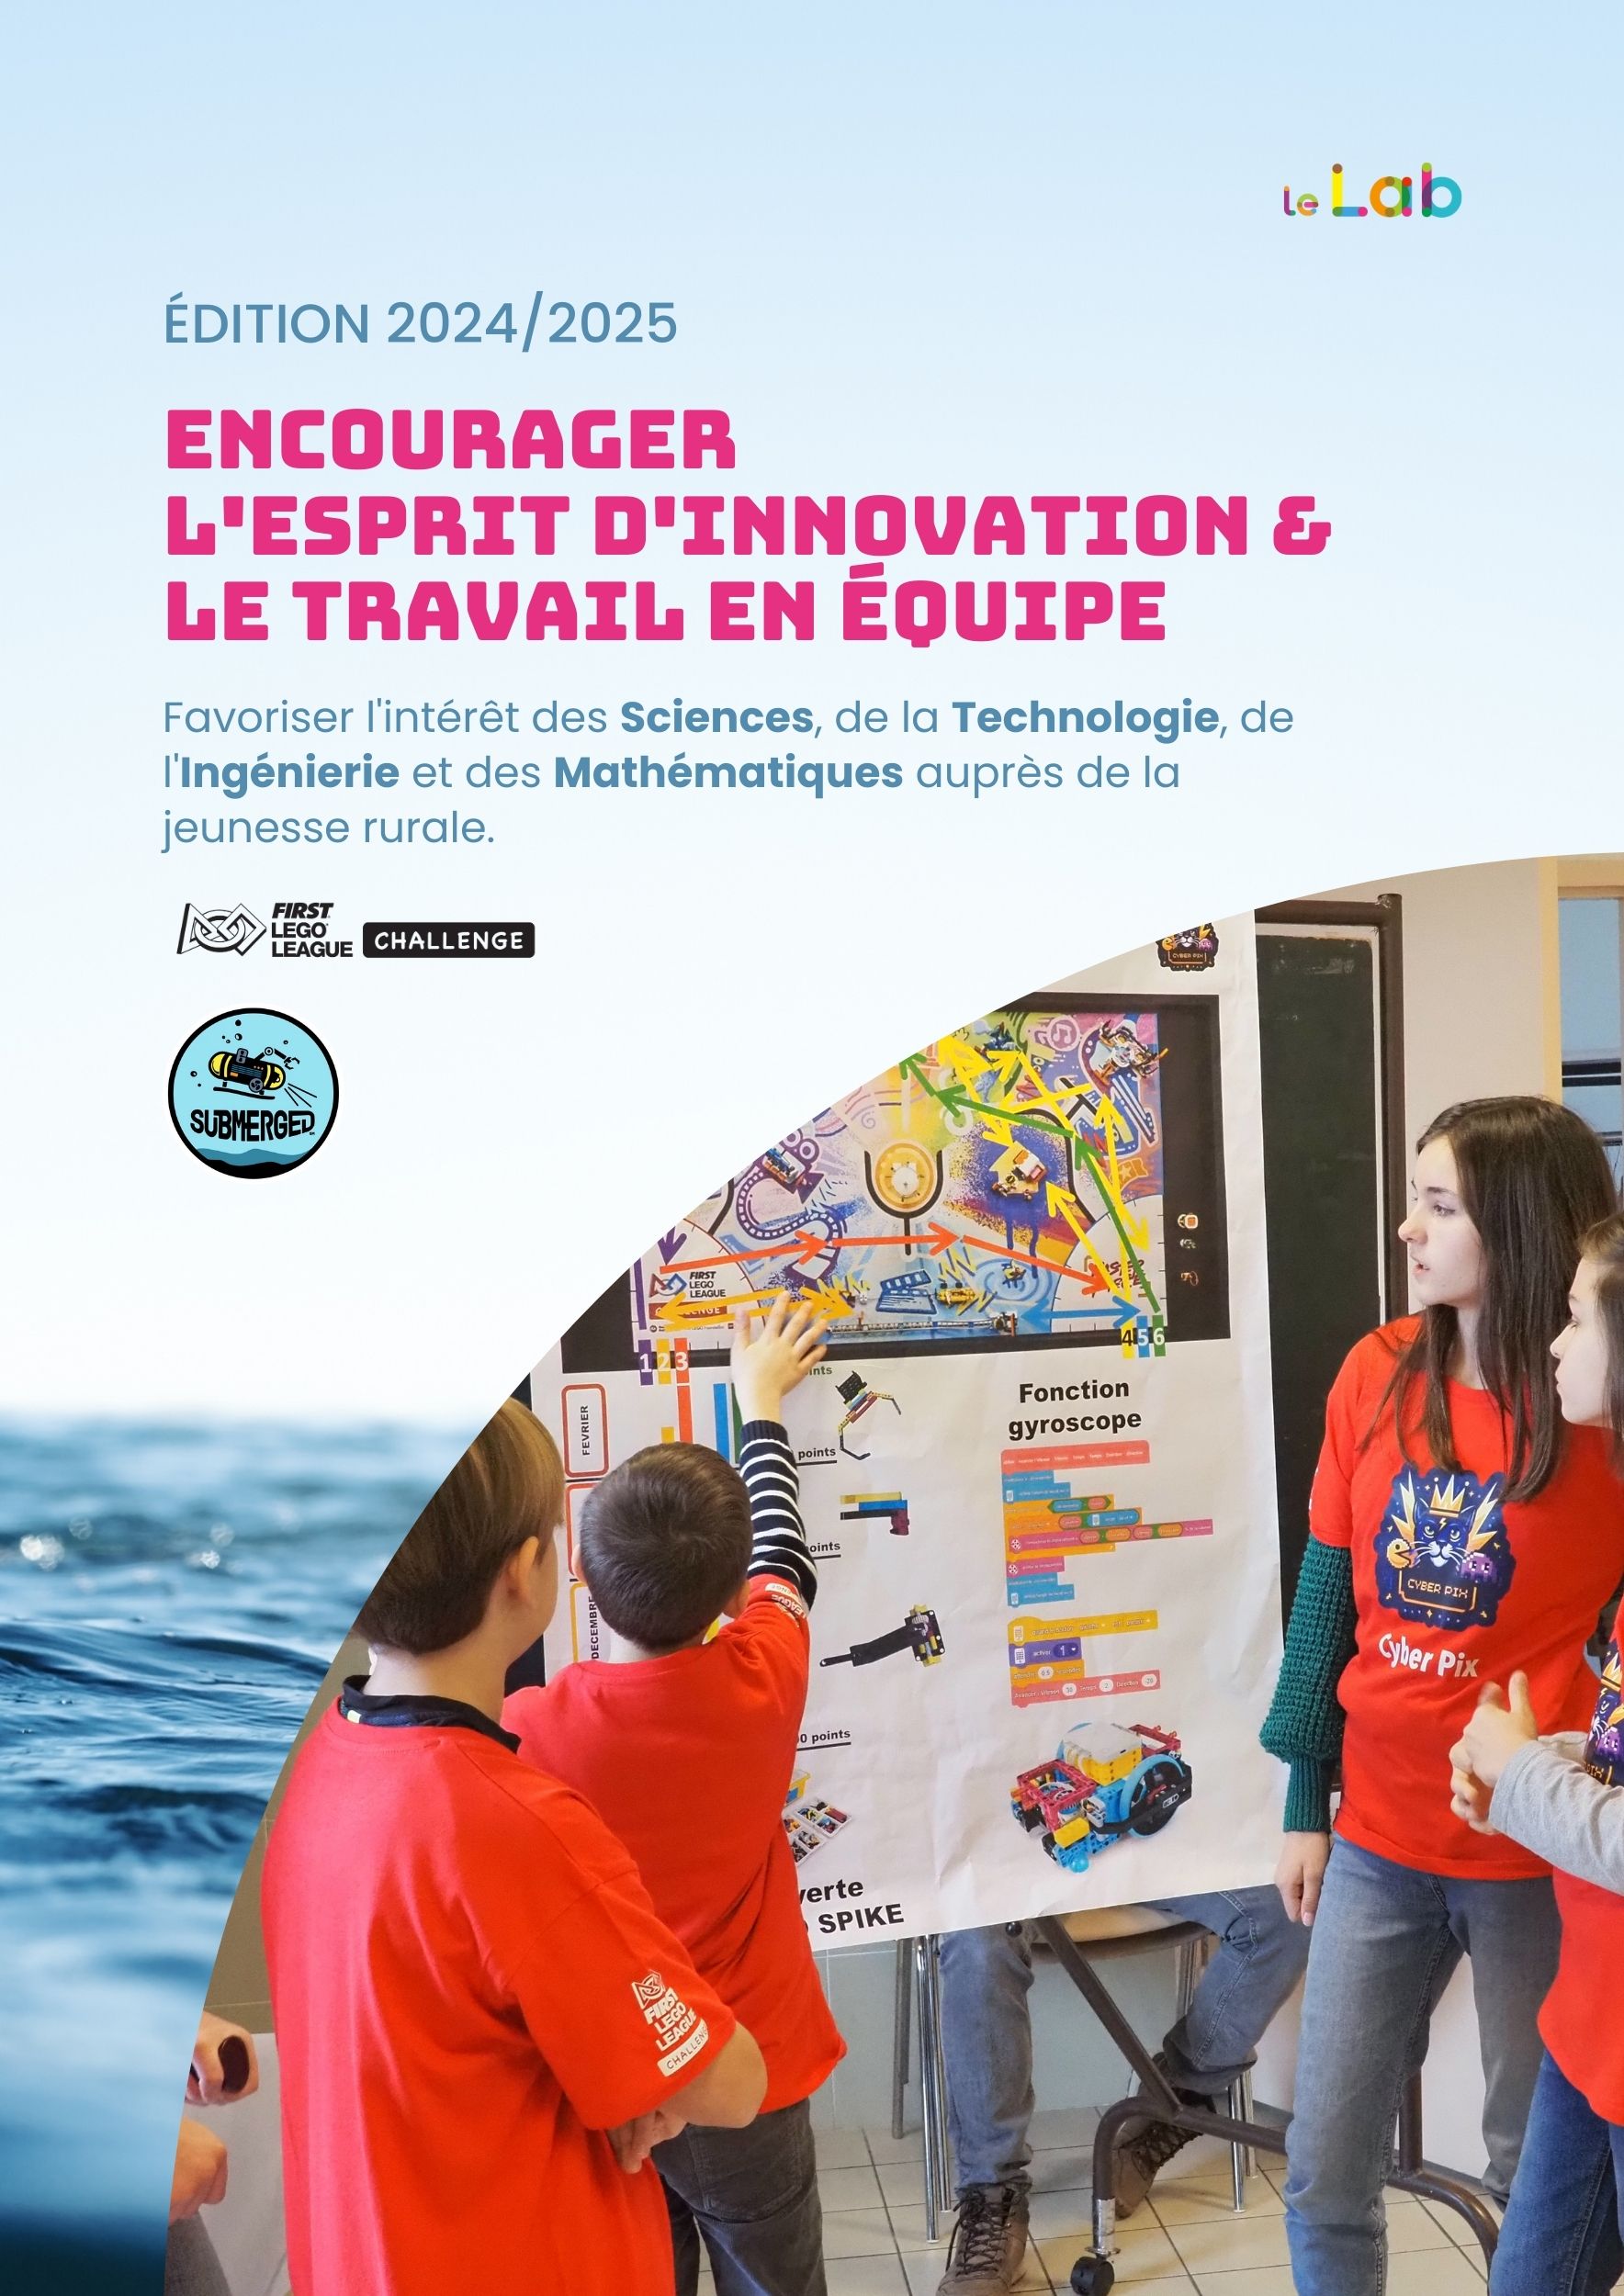 le Lab
ÉDITION 2024/2025
ENCOURAGER
L'ESPRIT D'INNOVATION &
LE TRAVAIL EN ÉQUIPE
Favoriser l'intérêt des Sciences, de la Technologie, de
l'Ingénierie et des Mathématiques auprès de la
jeunesse rurale.
FIRST
LEGO
LEAGUE
CHALLENGE
SUBMERGED
CYBER PIX
FIRST
LEGO
LEAGUE
1 2 3
4 5 6
FEVRIER
points
Fonction
gyroscope
points
DECEMBRE
0 points
verte
SPIKE
CYBER PIX
Cyber Pix
FIRST
LEGO
LEAGUE